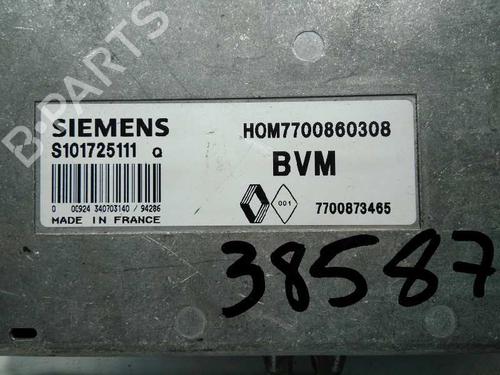 SIEMENS
HOM7700860308
S101725111 Q
BVM
0 00924 340703140 / 94286
001
7700873465
MADE IN FRANCE
38587
B-PARTS